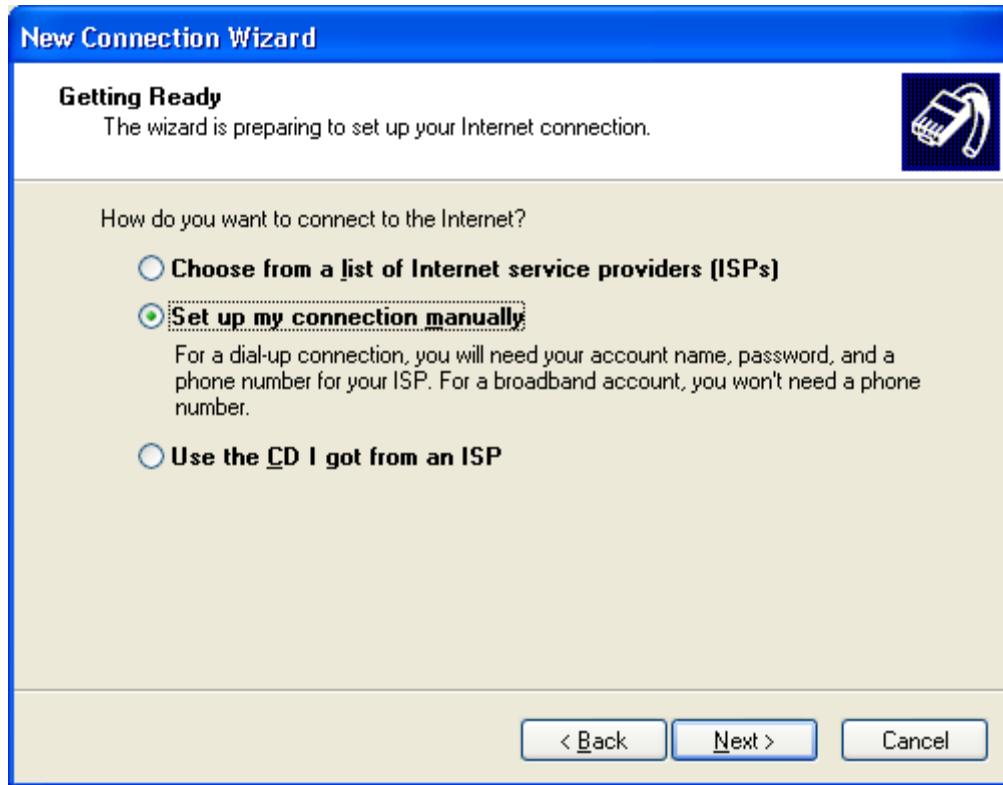 New Connection Wizard
Getting Ready
The wizard is preparing to set up your Internet connection.
How do you want to connect to the Internet?
Choose from a list of Internet service providers (ISPs)
Set up my connection manually
For a dial-up connection, you will need your account name, password, and a
phone number for your ISP. For a broadband account, you won't need a phone
number.
Use the CD I got from an ISP
< Back
Next >
Cancel